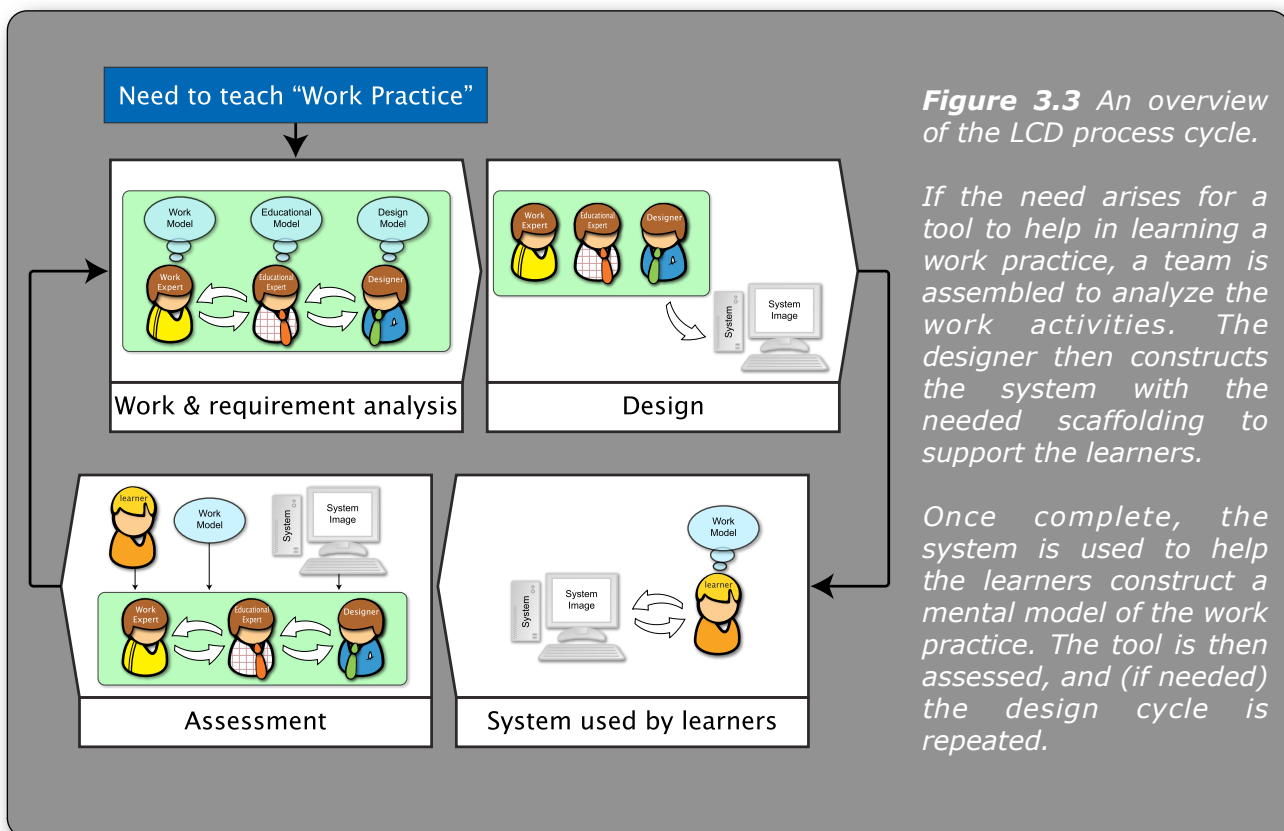 Need to teach “Work Practice”
Work
Model
Educational
Model
Design
Model
Work
Expert
Educational
Expert
Designer
Work & requirement analysis
Work
Expert
Educational
Expert
Designer
System
System
Image
Design
learner
Work
Model
System
System
Image
Work
Expert
Educational
Expert
Designer
Assessment
System
System
Image
Work
Model
learner
System used by learners
Figure 3.3 An overview
of the LCD process cycle.
If the need arises for a
tool to help in learning a
work practice, a team is
assembled to analyze the
work activities. The
designer then constructs
the system with the
needed scaffolding to
support the learners.
Once complete, the
system is used to help
the learners construct a
mental model of the work
practice. The tool is then
assessed, and (if needed)
the design cycle is
repeated.